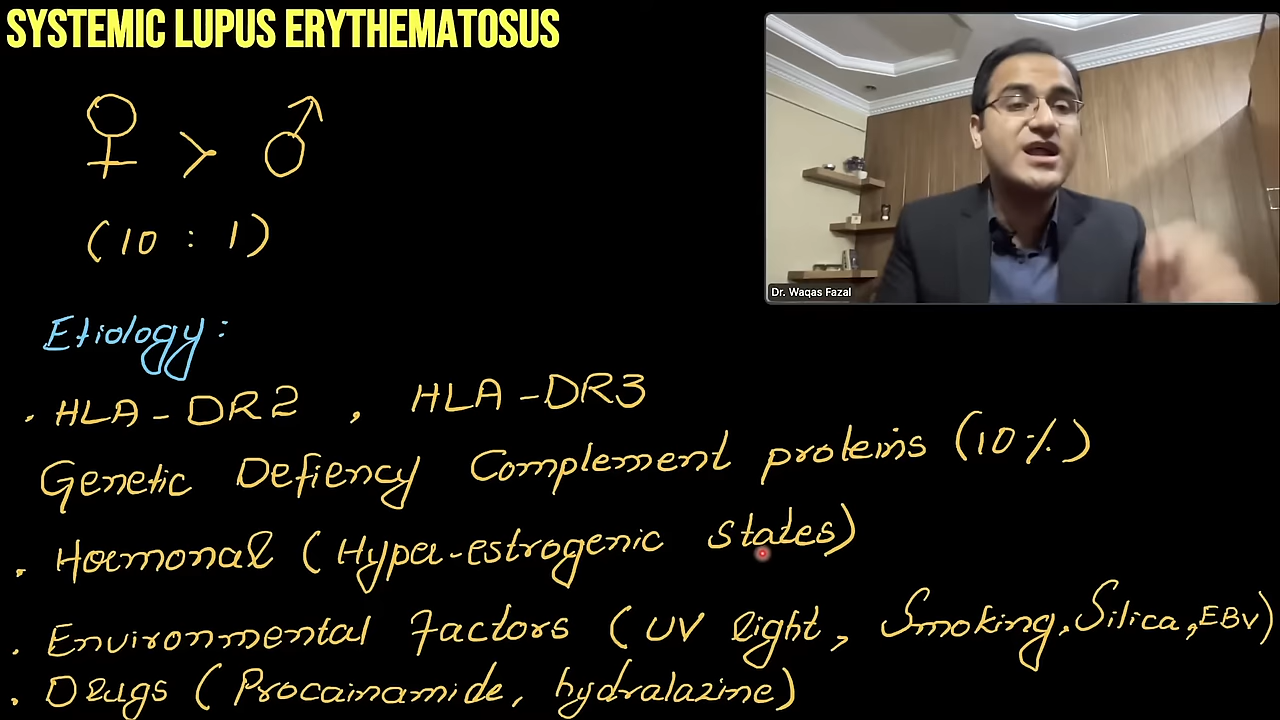 SYSTEMIC LUPUS ERYTHEMATOSUS
♀ > ♂
(10 : 1)
Dr. Waqas Fazal
Etiology:
. HLA-DR2 , HLA-DR3
Genetic Defiency Complement proteins (10%)
. Hormonal (Hyper-estrogenic states)
. Environmental Factors (UV light, Smoking, Silica, EBV)
. Drugs (Procainamide, hydralazine)